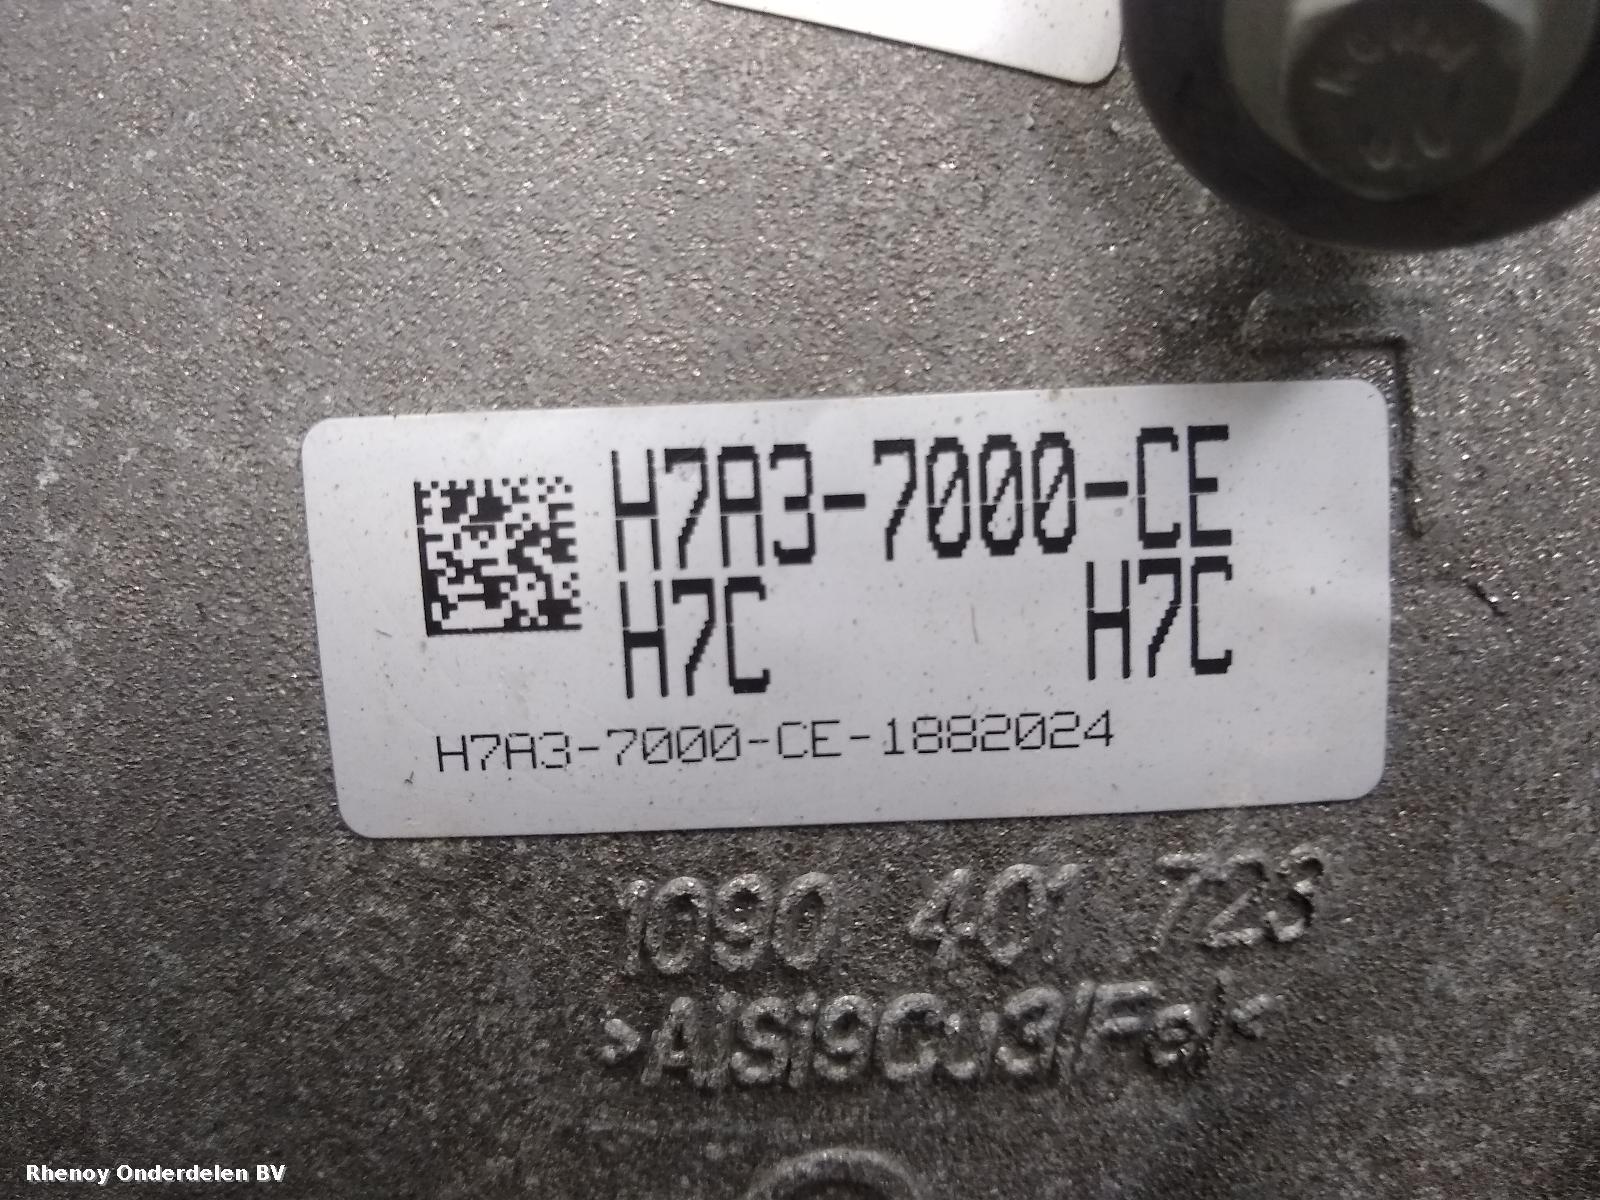 H7A3-7000-CE
H7C H7C
H7A3-7000-CE-1882024
1090 401 723
>AlSi9Cu3/Fe/<
Rhenoy Onderdelen BV